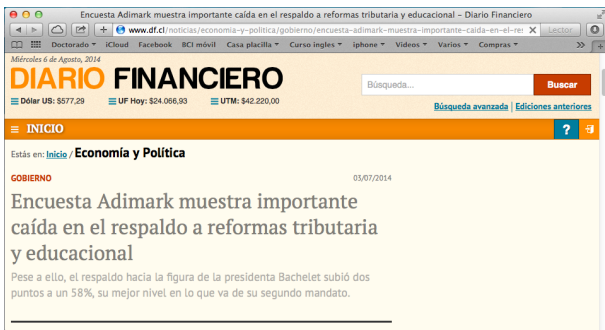 Encuesta Adimark muestra importante caída en el respaldo a reformas tributaria y educacional – Diario Financiero
www.df.cl/noticias/economia-y-politica/gobierno/encuesta-adimark-muestra-importante-caida-en-el-res Lector
Doctorado iCloud Facebook BCI móvil Casa placilla Curso ingles iphone Videos Varios Compras
Miércoles 6 de Agosto, 2014
DIARIO FINANCIERO
Búsqueda... Buscar
Dólar US: $577,29 UF Hoy: $24.066,93 UTM: $42.220,00
Búsqueda avanzada | Ediciones anteriores
INICIO ?
Estás en: Inicio / Economía y Política
GOBIERNO 03/07/2014
Encuesta Adimark muestra importante
caída en el respaldo a reformas tributaria
y educacional
Pese a ello, el respaldo hacia la figura de la presidenta Bachelet subió dos
puntos a un 58%, su mejor nivel en lo que va de su segundo mandato.